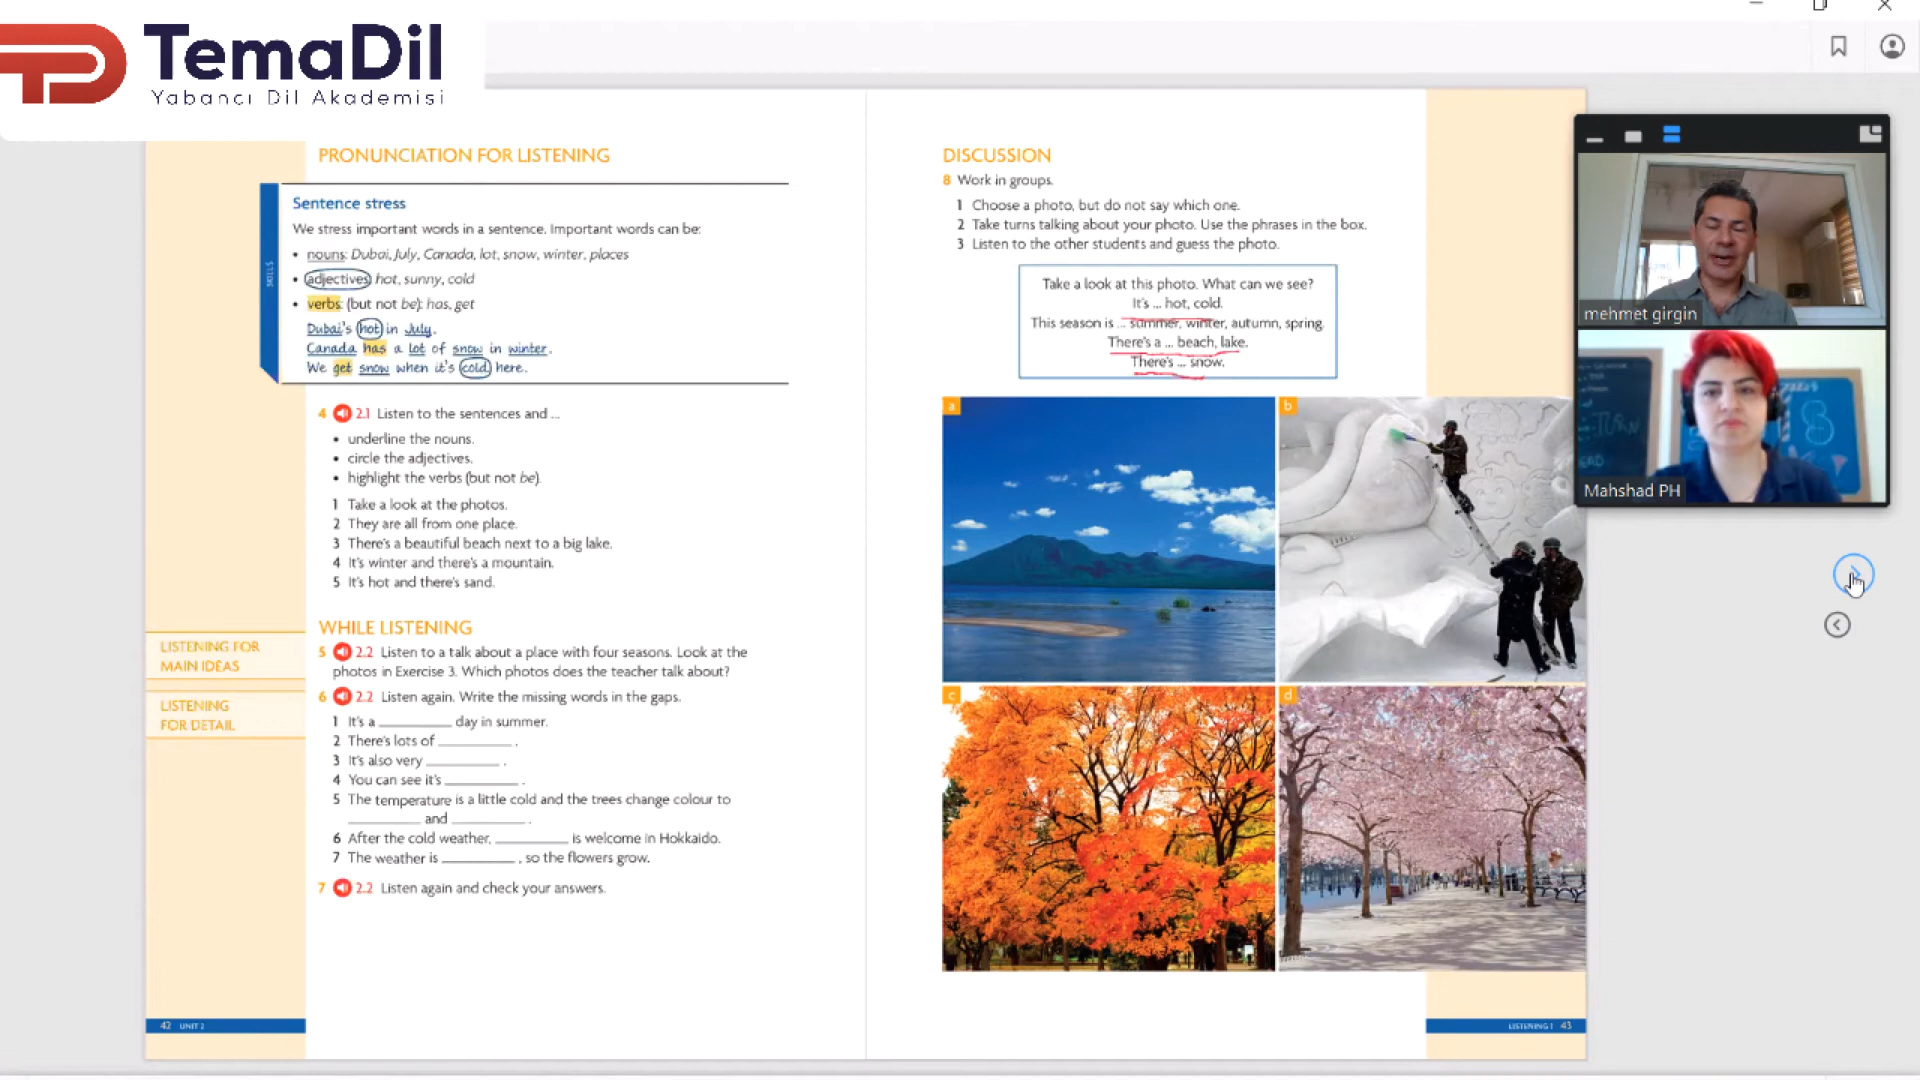 TemaDil
Yabancı Dil Akademisi
PRONUNCIATION FOR LISTENING
SKILLS
Sentence stress
We stress important words in a sentence. Important words can be:
• nouns: Dubai, July, Canada, lot, snow, winter, places
• adjectives: hot, sunny, cold
• verbs: (but not be): has, get
Dubai's hot in July.
Canada has a lot of snow in winter.
We get snow when it's cold here.
4 2.1 Listen to the sentences and ...
• underline the nouns.
• circle the adjectives.
• highlight the verbs (but not be).
1 Take a look at the photos.
2 They are all from one place.
3 There's a beautiful beach next to a big lake.
4 It's winter and there's a mountain.
5 It's hot and there's sand.
WHILE LISTENING
LISTENING FOR
MAIN IDEAS
5 2.2 Listen to a talk about a place with four seasons. Look at the
photos in Exercise 3. Which photos does the teacher talk about?
LISTENING
FOR DETAIL
6 2.2 Listen again. Write the missing words in the gaps.
1 It's a __________ day in summer.
2 There's lots of __________ .
3 It's also very __________ .
4 You can see it's __________ .
5 The temperature is a little cold and the trees change colour to
__________ and __________ .
6 After the cold weather, __________ is welcome in Hokkaido.
7 The weather is __________ , so the flowers grow.
7 2.2 Listen again and check your answers.
42 UNIT 2
DISCUSSION
8 Work in groups.
1 Choose a photo, but do not say which one.
2 Take turns talking about your photo. Use the phrases in the box.
3 Listen to the other students and guess the photo.
Take a look at this photo. What can we see?
It's ... hot, cold.
This season is ... summer, winter, autumn, spring.
There's a ... beach, lake.
There's ... snow.
a
b
c
d
LISTENING 1 43
mehmet girgin
Mahshad PH